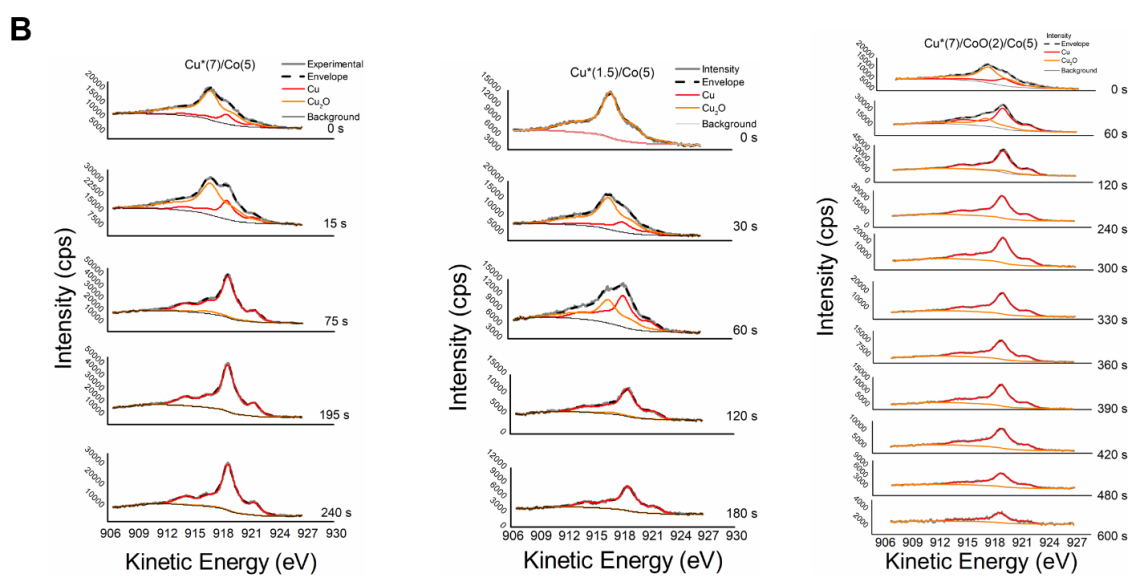 B
Cu*(7)/Co(5)
Experimental
Envelope
Cu
Cu₂O
Background
20000
15000
10000
5000
0 s
30000
22500
15000
7500
15 s
50000
40000
30000
20000
10000
75 s
50000
40000
30000
20000
10000
195 s
30000
20000
10000
240 s
906 909 912 915 918 921 924 927 930
Kinetic Energy (eV)
Intensity (cps)
Cu*(1.5)/Co(5)
Intensity
Envelope
Cu
Cu₂O
Background
12000
9000
6000
3000
0 s
20000
15000
10000
5000
30 s
15000
12000
9000
6000
3000
60 s
15000
10000
5000
120 s
12000
9000
6000
3000
0
180 s
906 909 912 915 918 921 924 927 930
Kinetic Energy (eV)
Intensity (cps)
Cu*(7)/CoO(2)/Co(5)
Intensity
Envelope
Cu
Cu₂O
Background
20000
15000
10000
5000
0 s
60000
45000
30000
15000
60 s
45000
30000
15000
0
120 s
30000
15000
0
240 s
20000
10000
0
300 s
20000
10000
0
330 s
15000
7500
360 s
15000
10000
5000
0
390 s
10000
5000
420 s
9000
6000
3000
480 s
4000
2000
600 s
906 909 912 915 918 921 924 927
Kinetic Energy (eV)
Intensity (cps)